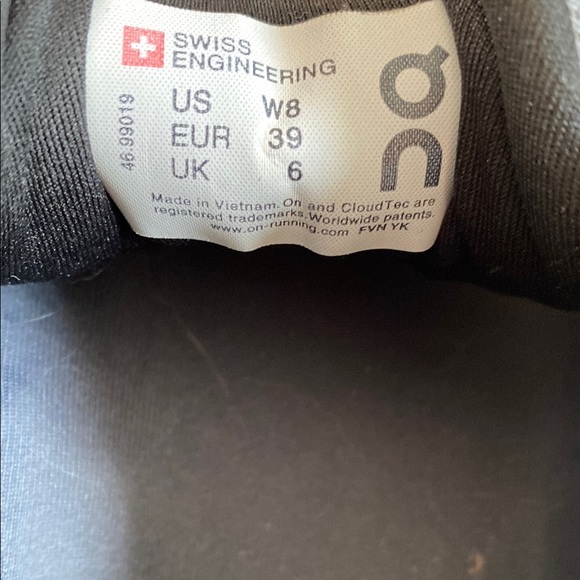 SWISS
ENGINEERING
US W8
EUR 39
UK 6
46.99019
Made in Vietnam. On and CloudTec are
registered trademarks. Worldwide patents.
www.on-running.com FVN YK
On